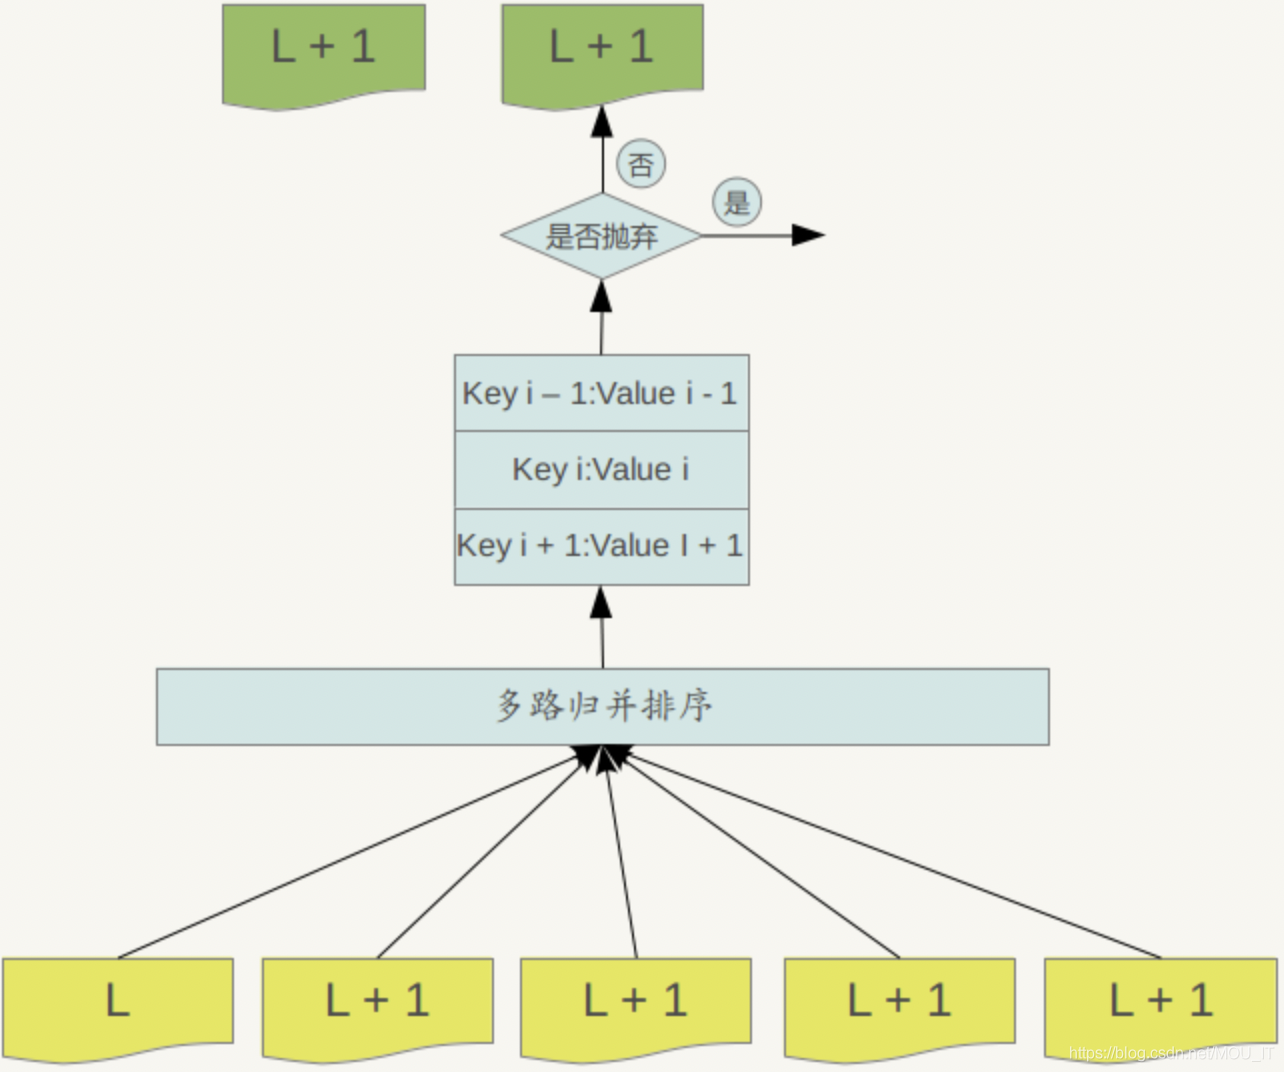 L + 1
L + 1
否
是
是否抛弃
Key i – 1:Value i - 1
Key i:Value i
Key i + 1:Value I + 1
多路归并排序
L
L + 1
L + 1
L + 1
L + 1
https://blog.csdn.net/MOU_IT